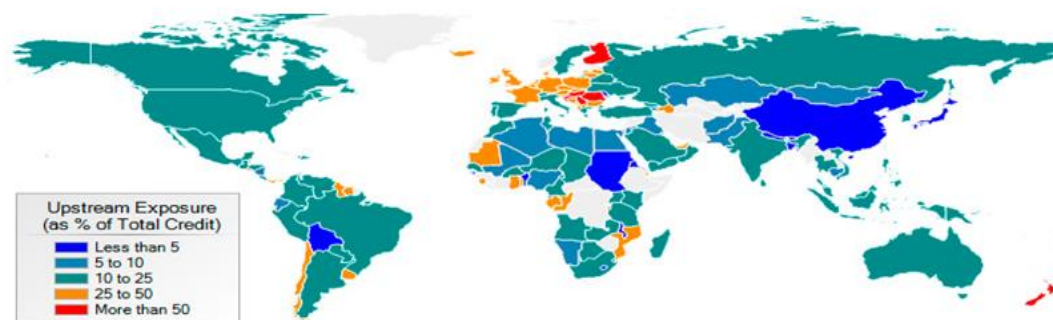 Upstream Exposure
(as % of Total Credit)
Less than 5
5 to 10
10 to 25
25 to 50
More than 50